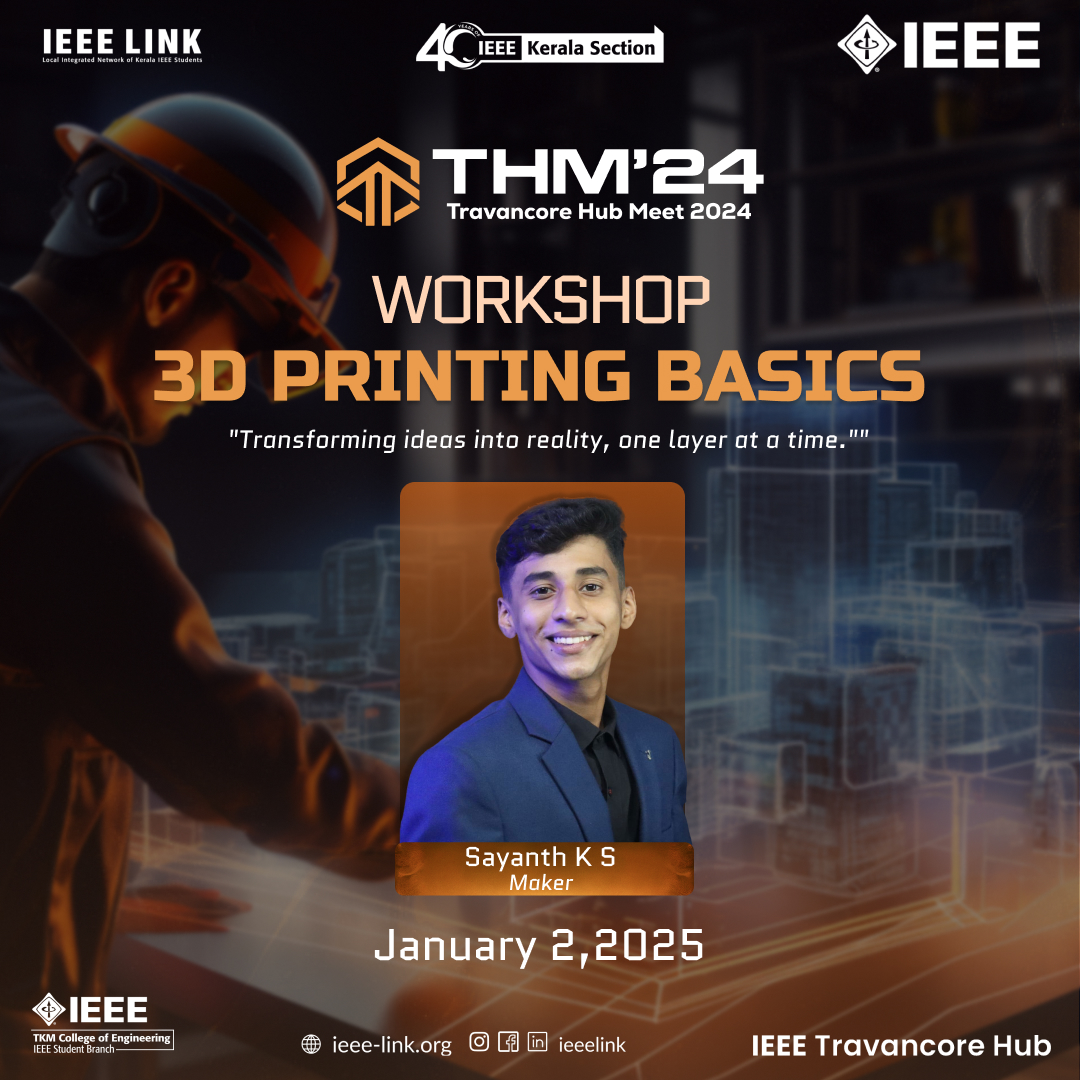 IEEE LINK
Local Integrated Network of Kerala IEEE Students
40 YEARS OF IEEE Kerala Section
IEEE
THM'24
Travancore Hub Meet 2024
WORKSHOP
3D PRINTING BASICS
"Transforming ideas into reality, one layer at a time.""
Sayanth K S
Maker
January 2,2025
IEEE
TKM College of Engineering
IEEE Student Branch
ieee-link.org
ieeelink
IEEE Travancore Hub